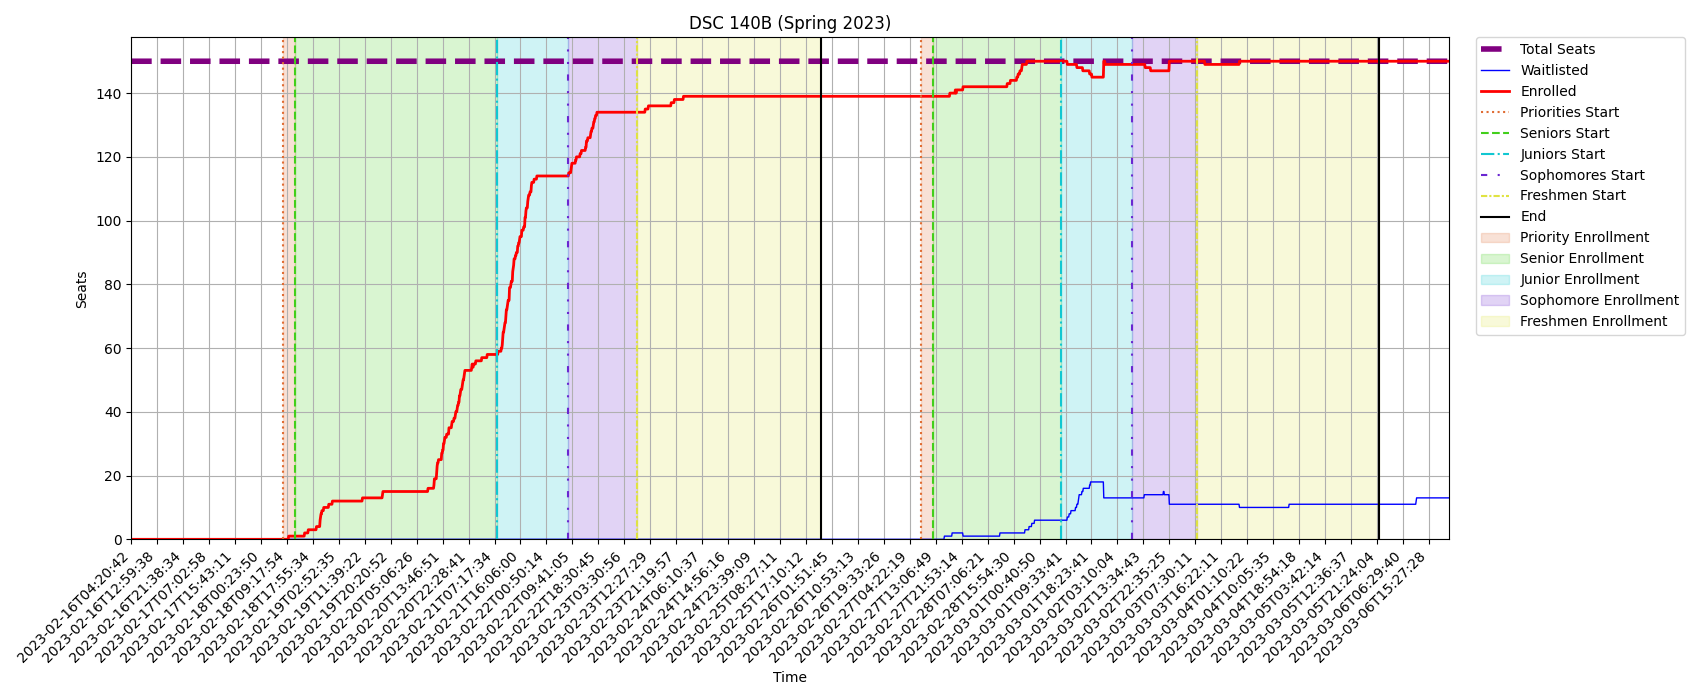 DSC 140B (Spring 2023)
Seats
140
120
100
80
60
40
20
0
2023-02-16T04:20:42
2023-02-16T12:59:38
2023-02-16T21:38:34
2023-02-17T07:02:58
2023-02-17T15:43:11
2023-02-18T00:23:50
2023-02-18T09:17:54
2023-02-18T17:55:34
2023-02-19T02:52:35
2023-02-19T11:39:22
2023-02-19T20:20:52
2023-02-20T05:06:26
2023-02-20T13:46:51
2023-02-20T22:28:41
2023-02-21T07:17:34
2023-02-21T16:06:00
2023-02-22T00:50:14
2023-02-22T09:41:05
2023-02-22T18:30:45
2023-02-23T03:30:56
2023-02-23T12:27:29
2023-02-23T21:19:57
2023-02-24T06:10:37
2023-02-24T14:56:16
2023-02-24T23:39:09
2023-02-25T08:27:11
2023-02-25T17:10:12
2023-02-26T01:51:45
2023-02-26T10:53:13
2023-02-26T19:33:26
2023-02-27T04:22:19
2023-02-27T13:06:49
2023-02-27T21:53:14
2023-02-28T07:06:21
2023-02-28T15:54:30
2023-03-01T00:40:50
2023-03-01T09:33:41
2023-03-01T18:23:41
2023-03-02T03:10:04
2023-03-02T13:34:43
2023-03-02T22:35:25
2023-03-03T07:30:11
2023-03-03T16:22:11
2023-03-04T01:10:22
2023-03-04T10:05:35
2023-03-04T18:54:18
2023-03-05T03:42:14
2023-03-05T12:36:37
2023-03-05T21:24:04
2023-03-06T06:29:40
2023-03-06T15:27:28
Time
Total Seats
Waitlisted
Enrolled
Priorities Start
Seniors Start
Juniors Start
Sophomores Start
Freshmen Start
End
Priority Enrollment
Senior Enrollment
Junior Enrollment
Sophomore Enrollment
Freshmen Enrollment